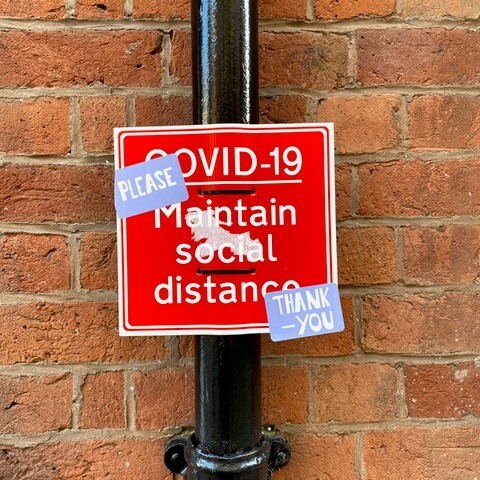 COVID-19
PLEASE
Maintain
social
distance
THANK
-YOU